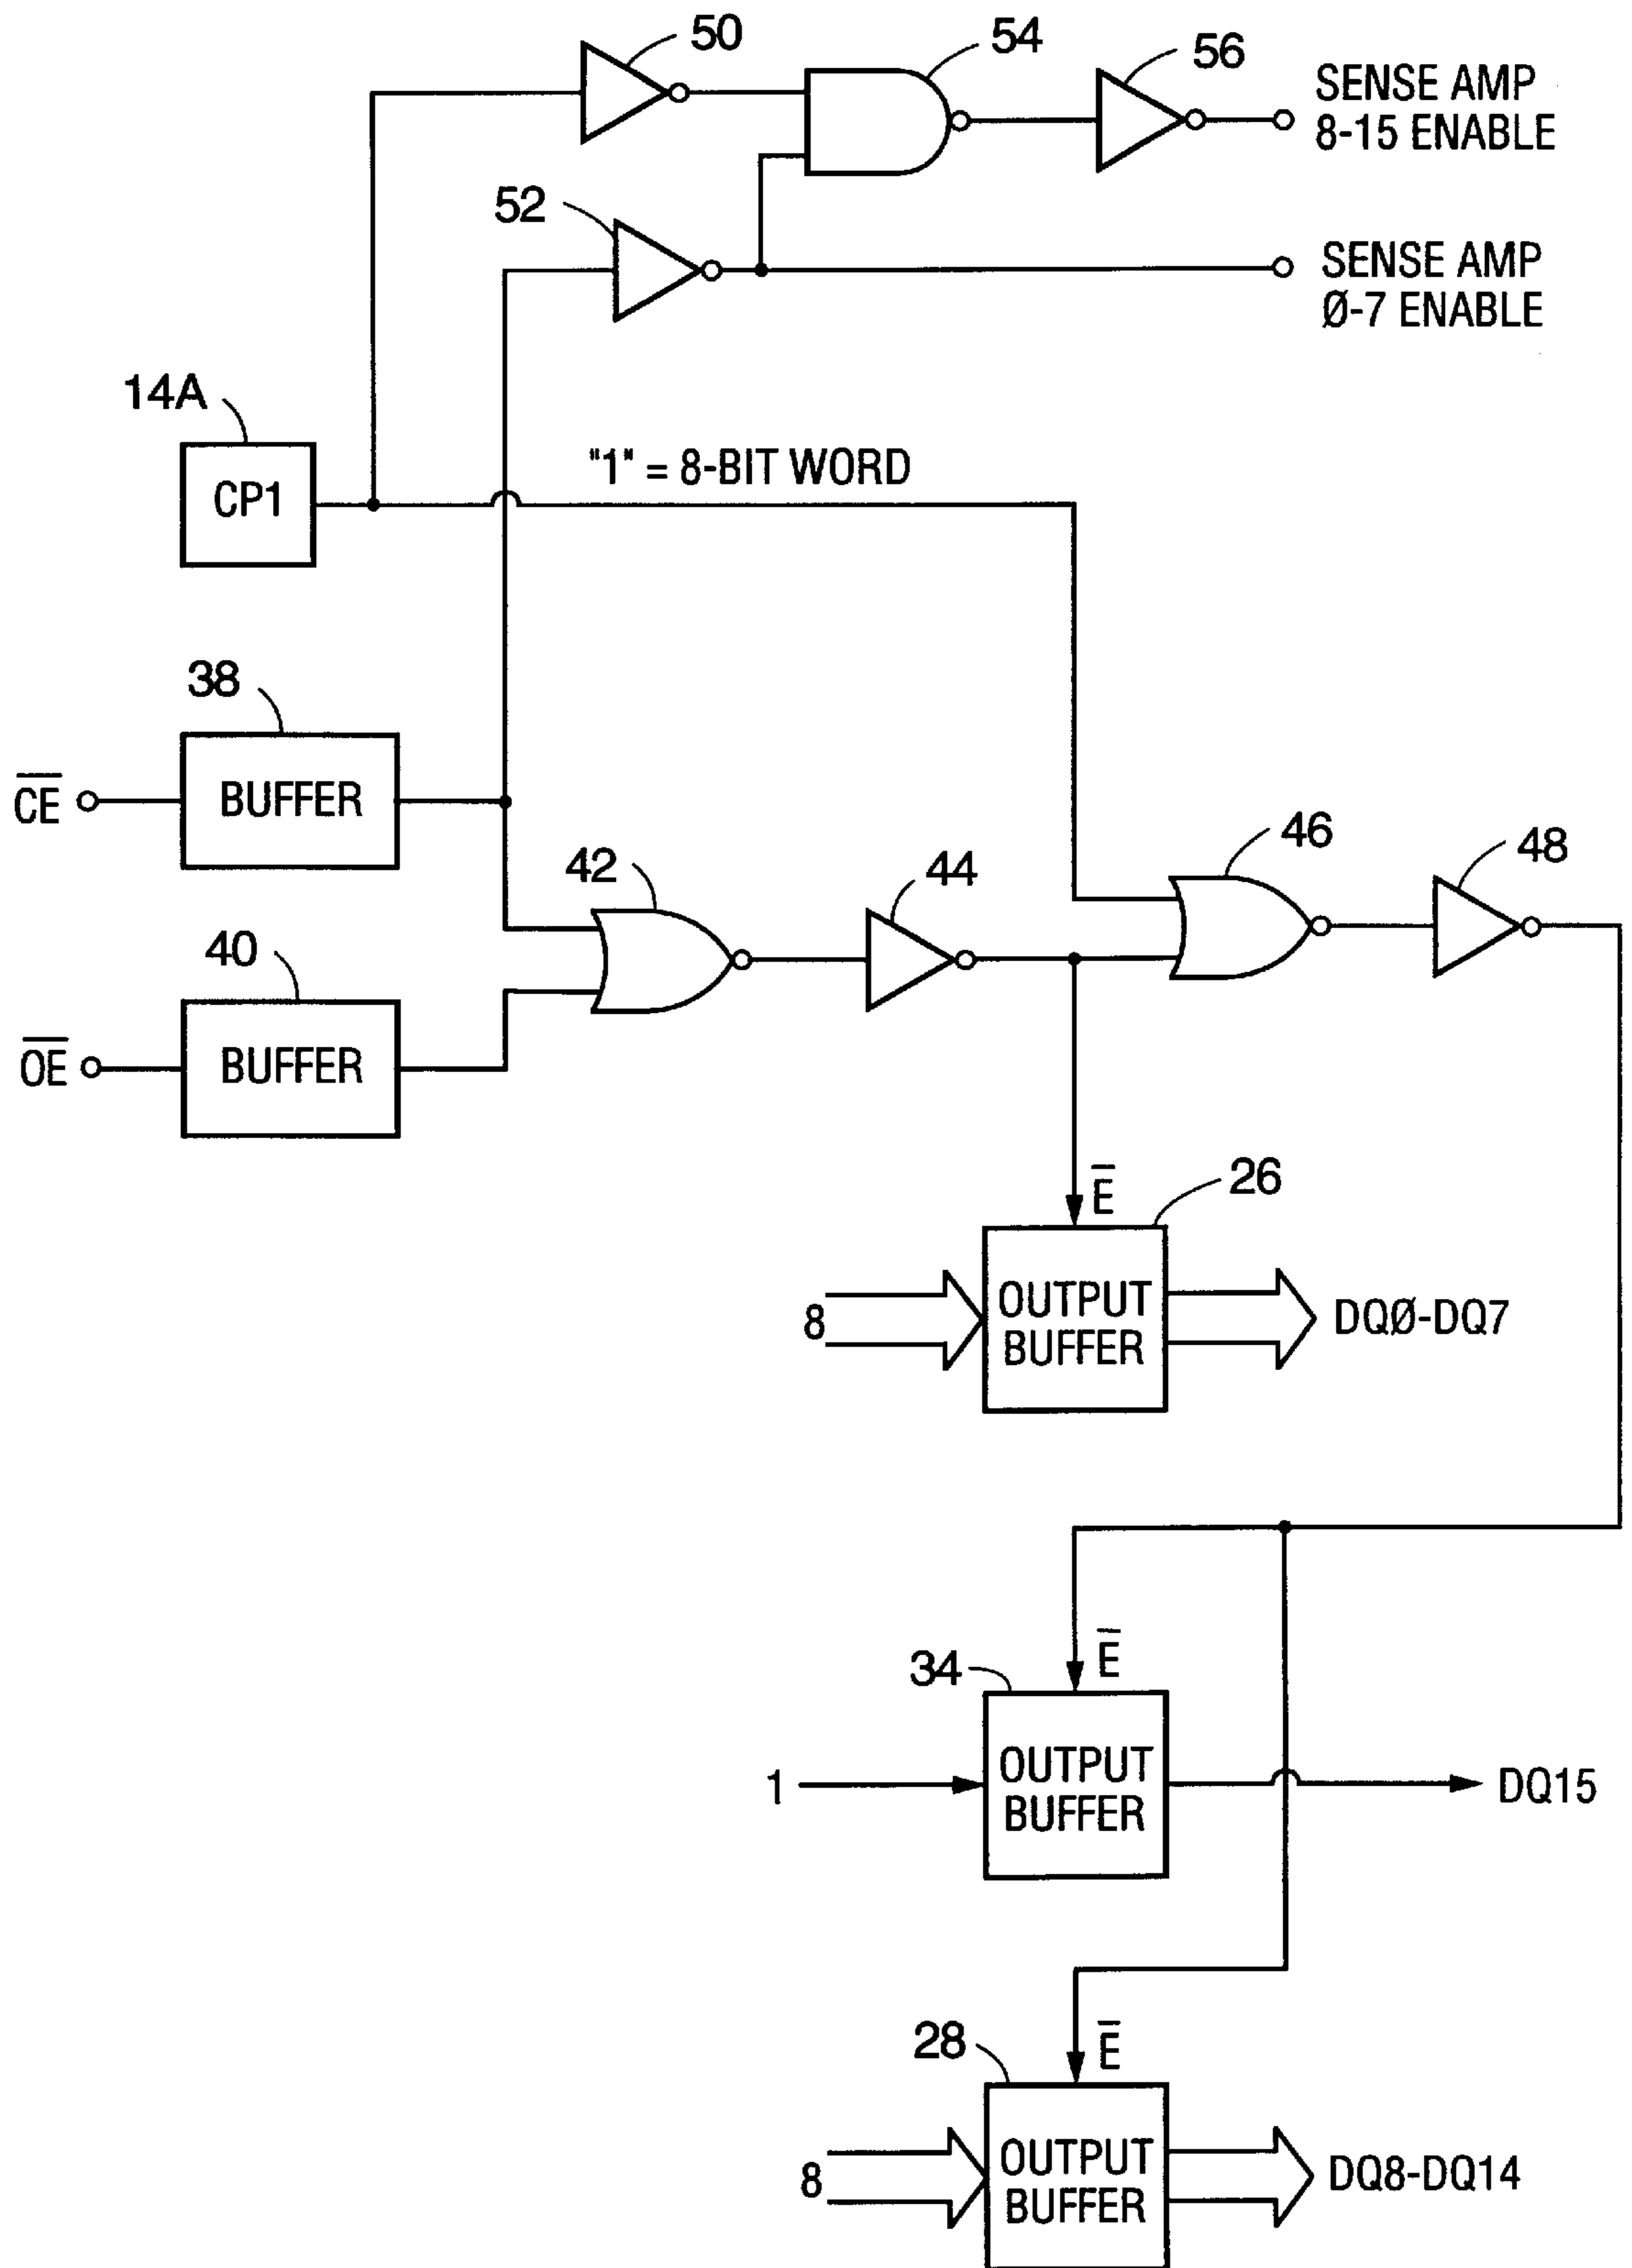 50
54
56
SENSE AMP
8-15 ENABLE
52
SENSE AMP
Ø-7 ENABLE
14A
CP1
"1" = 8-BIT WORD
38
C̅E̅
BUFFER
42
44
46
48
40
O̅E̅
BUFFER
E̅
26
8
OUTPUT
BUFFER
DQØ-DQ7
34
E̅
1
OUTPUT
BUFFER
DQ15
28
E̅
8
OUTPUT
BUFFER
DQ8-DQ14